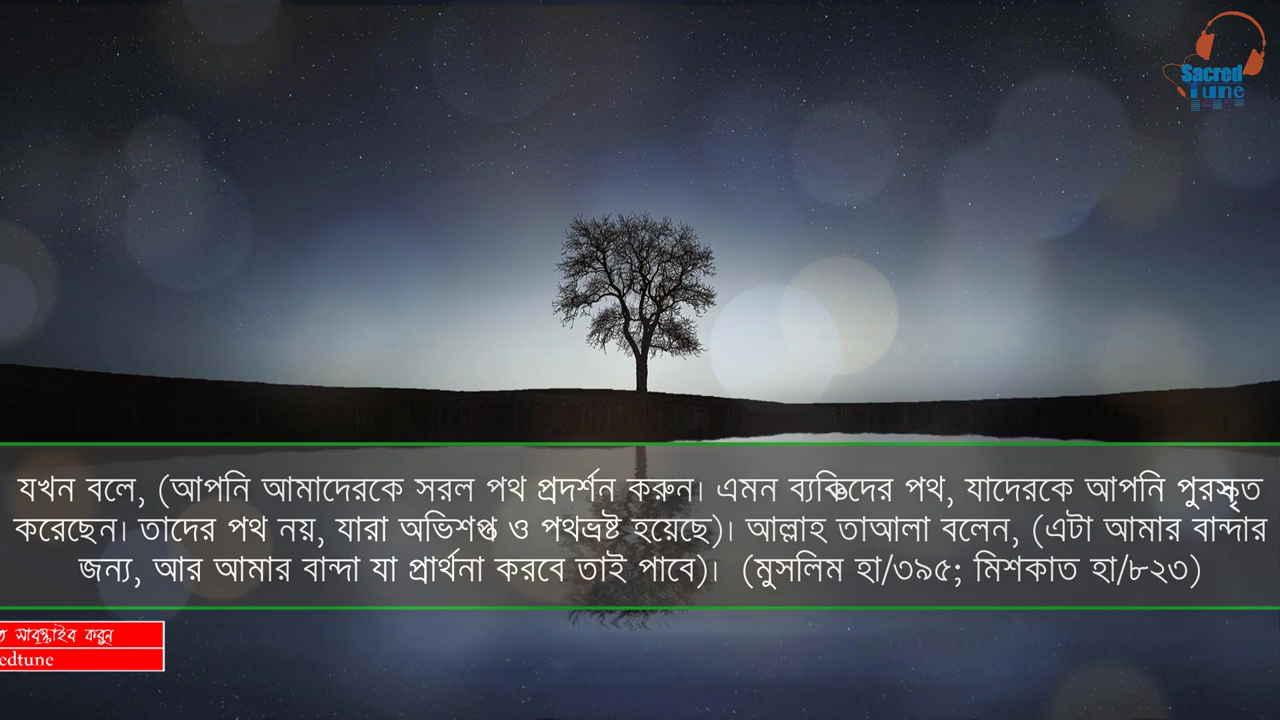 Sacred
Tune
যখন বলে, (আপনি আমাদেরকে সরল পথ প্রদর্শন করুন। এমন ব্যক্তিদের পথ, যাদেরকে আপনি পুরস্কৃত
করেছেন। তাদের পথ নয়, যারা অভিশপ্ত ও পথভ্রষ্ট হয়েছে)। আল্লাহ তাআলা বলেন, (এটা আমার বান্দার
জন্য, আর আমার বান্দা যা প্রার্থনা করবে তাই পাবে)। (মুসলিম হা/৩৯৫; মিশকাত হা/৮২৩)
সাবস্ক্রাইব করুন
edtune